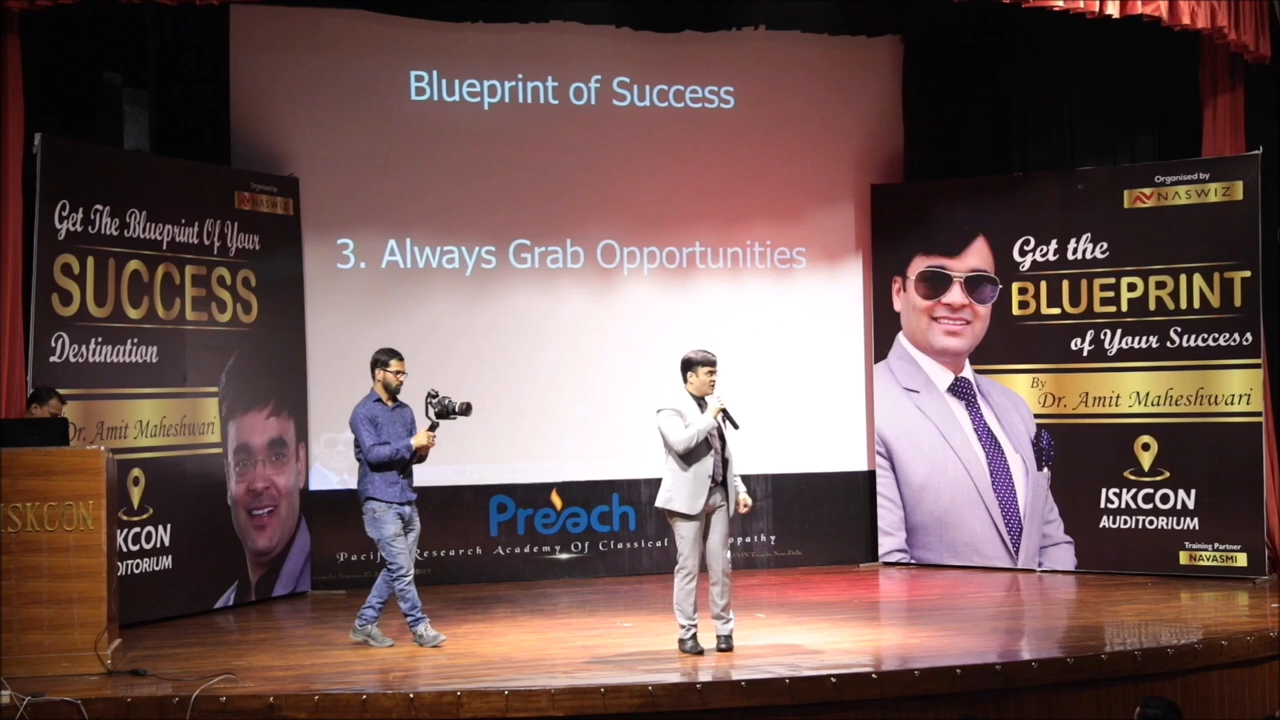 Blueprint of Success
3. Always Grab Opportunities
Organised by
NASWIZ
Get The Blueprint Of Your
SUCCESS
Destination
Dr. Amit Maheshwari
KCON
DITORIUM
ISKCON
Preach
Research Academy Of Classical
Organised by
NASWIZ
Get the
BLUEPRINT
of Your Success
By
Dr. Amit Maheshwari
ISKCON
AUDITORIUM
Training Partner
NAVASMI